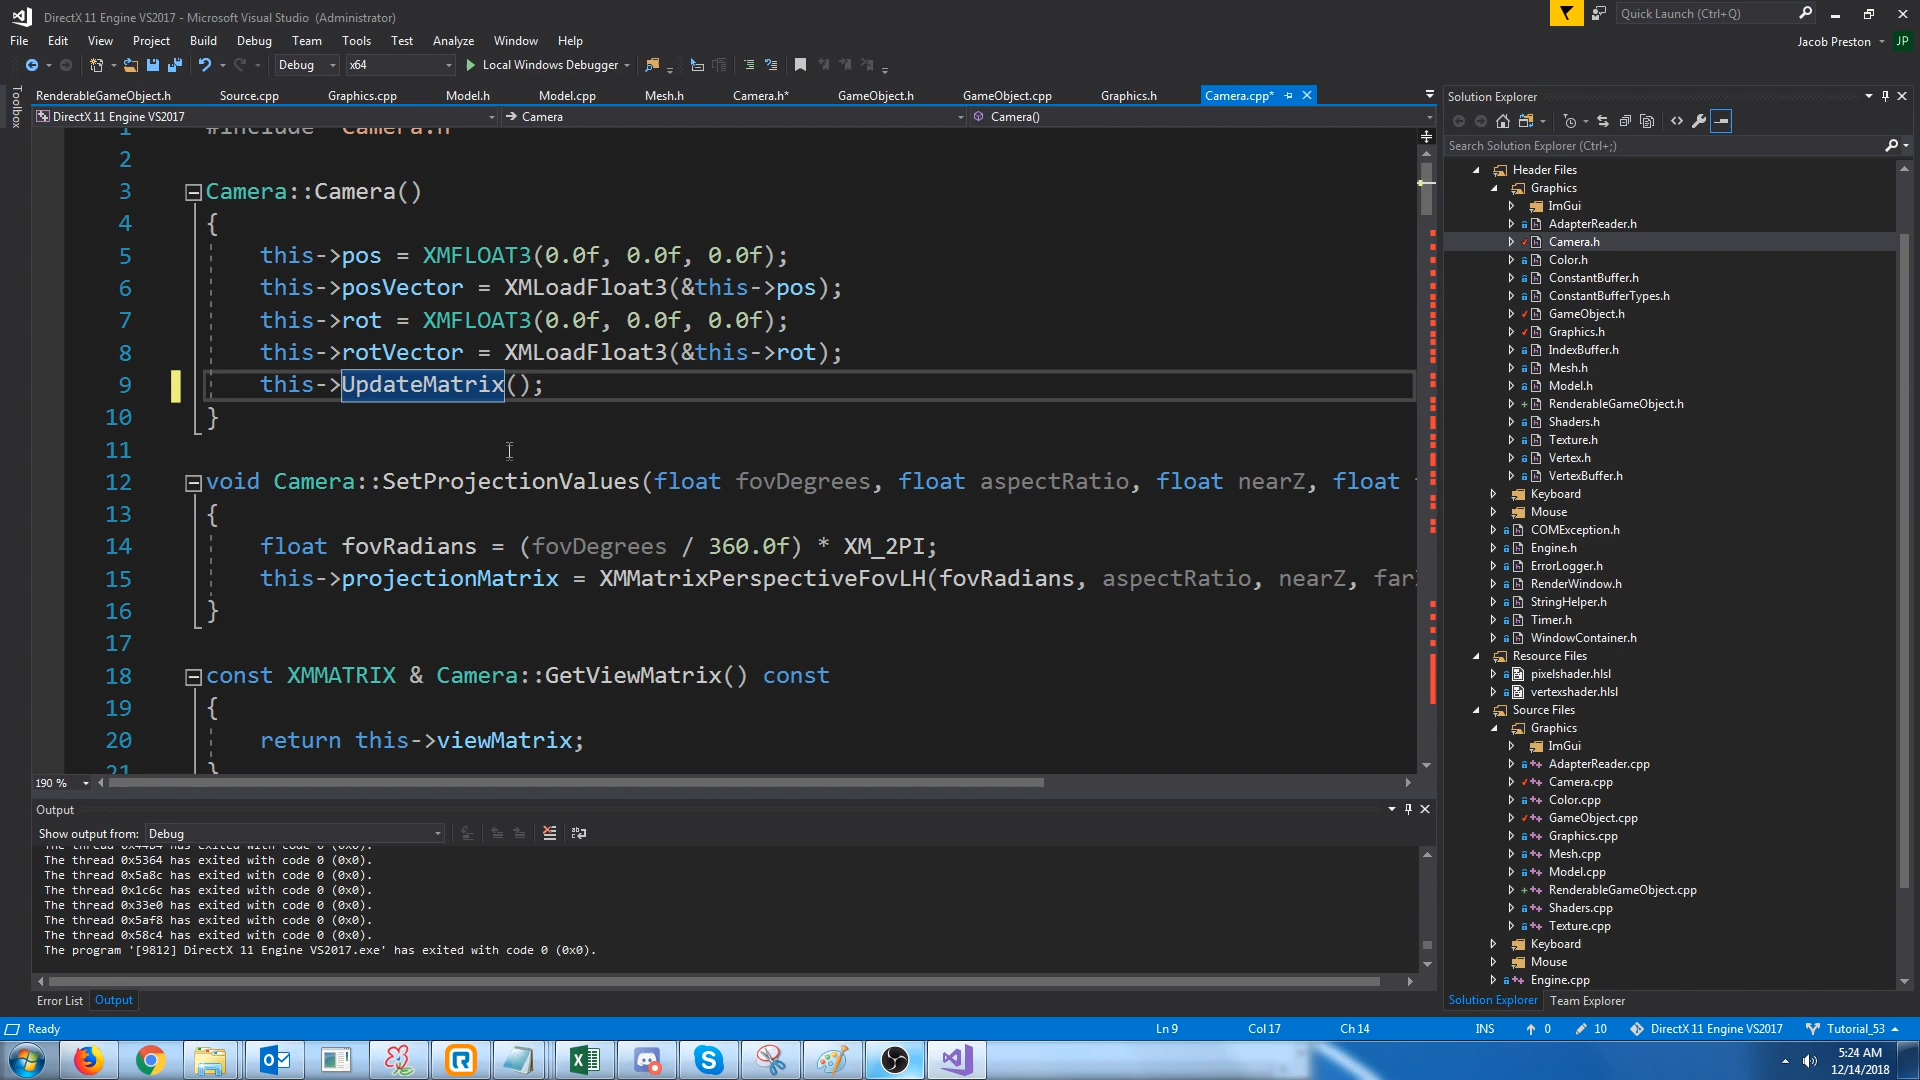 DirectX 11 Engine VS2017 - Microsoft Visual Studio (Administrator)
Quick Launch (Ctrl+Q)
File Edit View Project Build Debug Team Tools Test Analyze Window Help
Jacob Preston JP
Debug x64 Local Windows Debugger
Toolbox
RenderableGameObject.h Source.cpp Graphics.cpp Model.h Model.cpp Mesh.h Camera.h* GameObject.h GameObject.cpp Graphics.h Camera.cpp*
DirectX 11 Engine VS2017 Camera Camera()
1 #include "Camera.h"
2
3 Camera::Camera()
4 {
5 this->pos = XMFLOAT3(0.0f, 0.0f, 0.0f);
6 this->posVector = XMLoadFloat3(&this->pos);
7 this->rot = XMFLOAT3(0.0f, 0.0f, 0.0f);
8 this->rotVector = XMLoadFloat3(&this->rot);
9 this->UpdateMatrix();
10 }
11
12 void Camera::SetProjectionValues(float fovDegrees, float aspectRatio, float nearZ, float
13 {
14 float fovRadians = (fovDegrees / 360.0f) * XM_2PI;
15 this->projectionMatrix = XMMatrixPerspectiveFovLH(fovRadians, aspectRatio, nearZ, far
16 }
17
18 const XMMATRIX & Camera::GetViewMatrix() const
19 {
20 return this->viewMatrix;
21 }
190 %
Output
Show output from: Debug
The thread 0x44b4 has exited with code 0 (0x0).
The thread 0x5364 has exited with code 0 (0x0).
The thread 0x5a8c has exited with code 0 (0x0).
The thread 0x1c6c has exited with code 0 (0x0).
The thread 0x33e0 has exited with code 0 (0x0).
The thread 0x5af8 has exited with code 0 (0x0).
The thread 0x58c4 has exited with code 0 (0x0).
The program '[9812] DirectX 11 Engine VS2017.exe' has exited with code 0 (0x0).
Error List Output
Solution Explorer
Search Solution Explorer (Ctrl+;)
Header Files
Graphics
ImGui
AdapterReader.h
Camera.h
Color.h
ConstantBuffer.h
ConstantBufferTypes.h
GameObject.h
Graphics.h
IndexBuffer.h
Mesh.h
Model.h
RenderableGameObject.h
Shaders.h
Texture.h
Vertex.h
VertexBuffer.h
Keyboard
Mouse
COMException.h
Engine.h
ErrorLogger.h
RenderWindow.h
StringHelper.h
Timer.h
WindowContainer.h
Resource Files
pixelshader.hlsl
vertexshader.hlsl
Source Files
Graphics
ImGui
AdapterReader.cpp
Camera.cpp
Color.cpp
GameObject.cpp
Graphics.cpp
Mesh.cpp
Model.cpp
RenderableGameObject.cpp
Shaders.cpp
Texture.cpp
Keyboard
Mouse
Engine.cpp
Solution Explorer Team Explorer
Ready Ln 9 Col 17 Ch 14 INS 0 10 DirectX 11 Engine VS2017 Tutorial_53
5:24 AM
12/14/2018